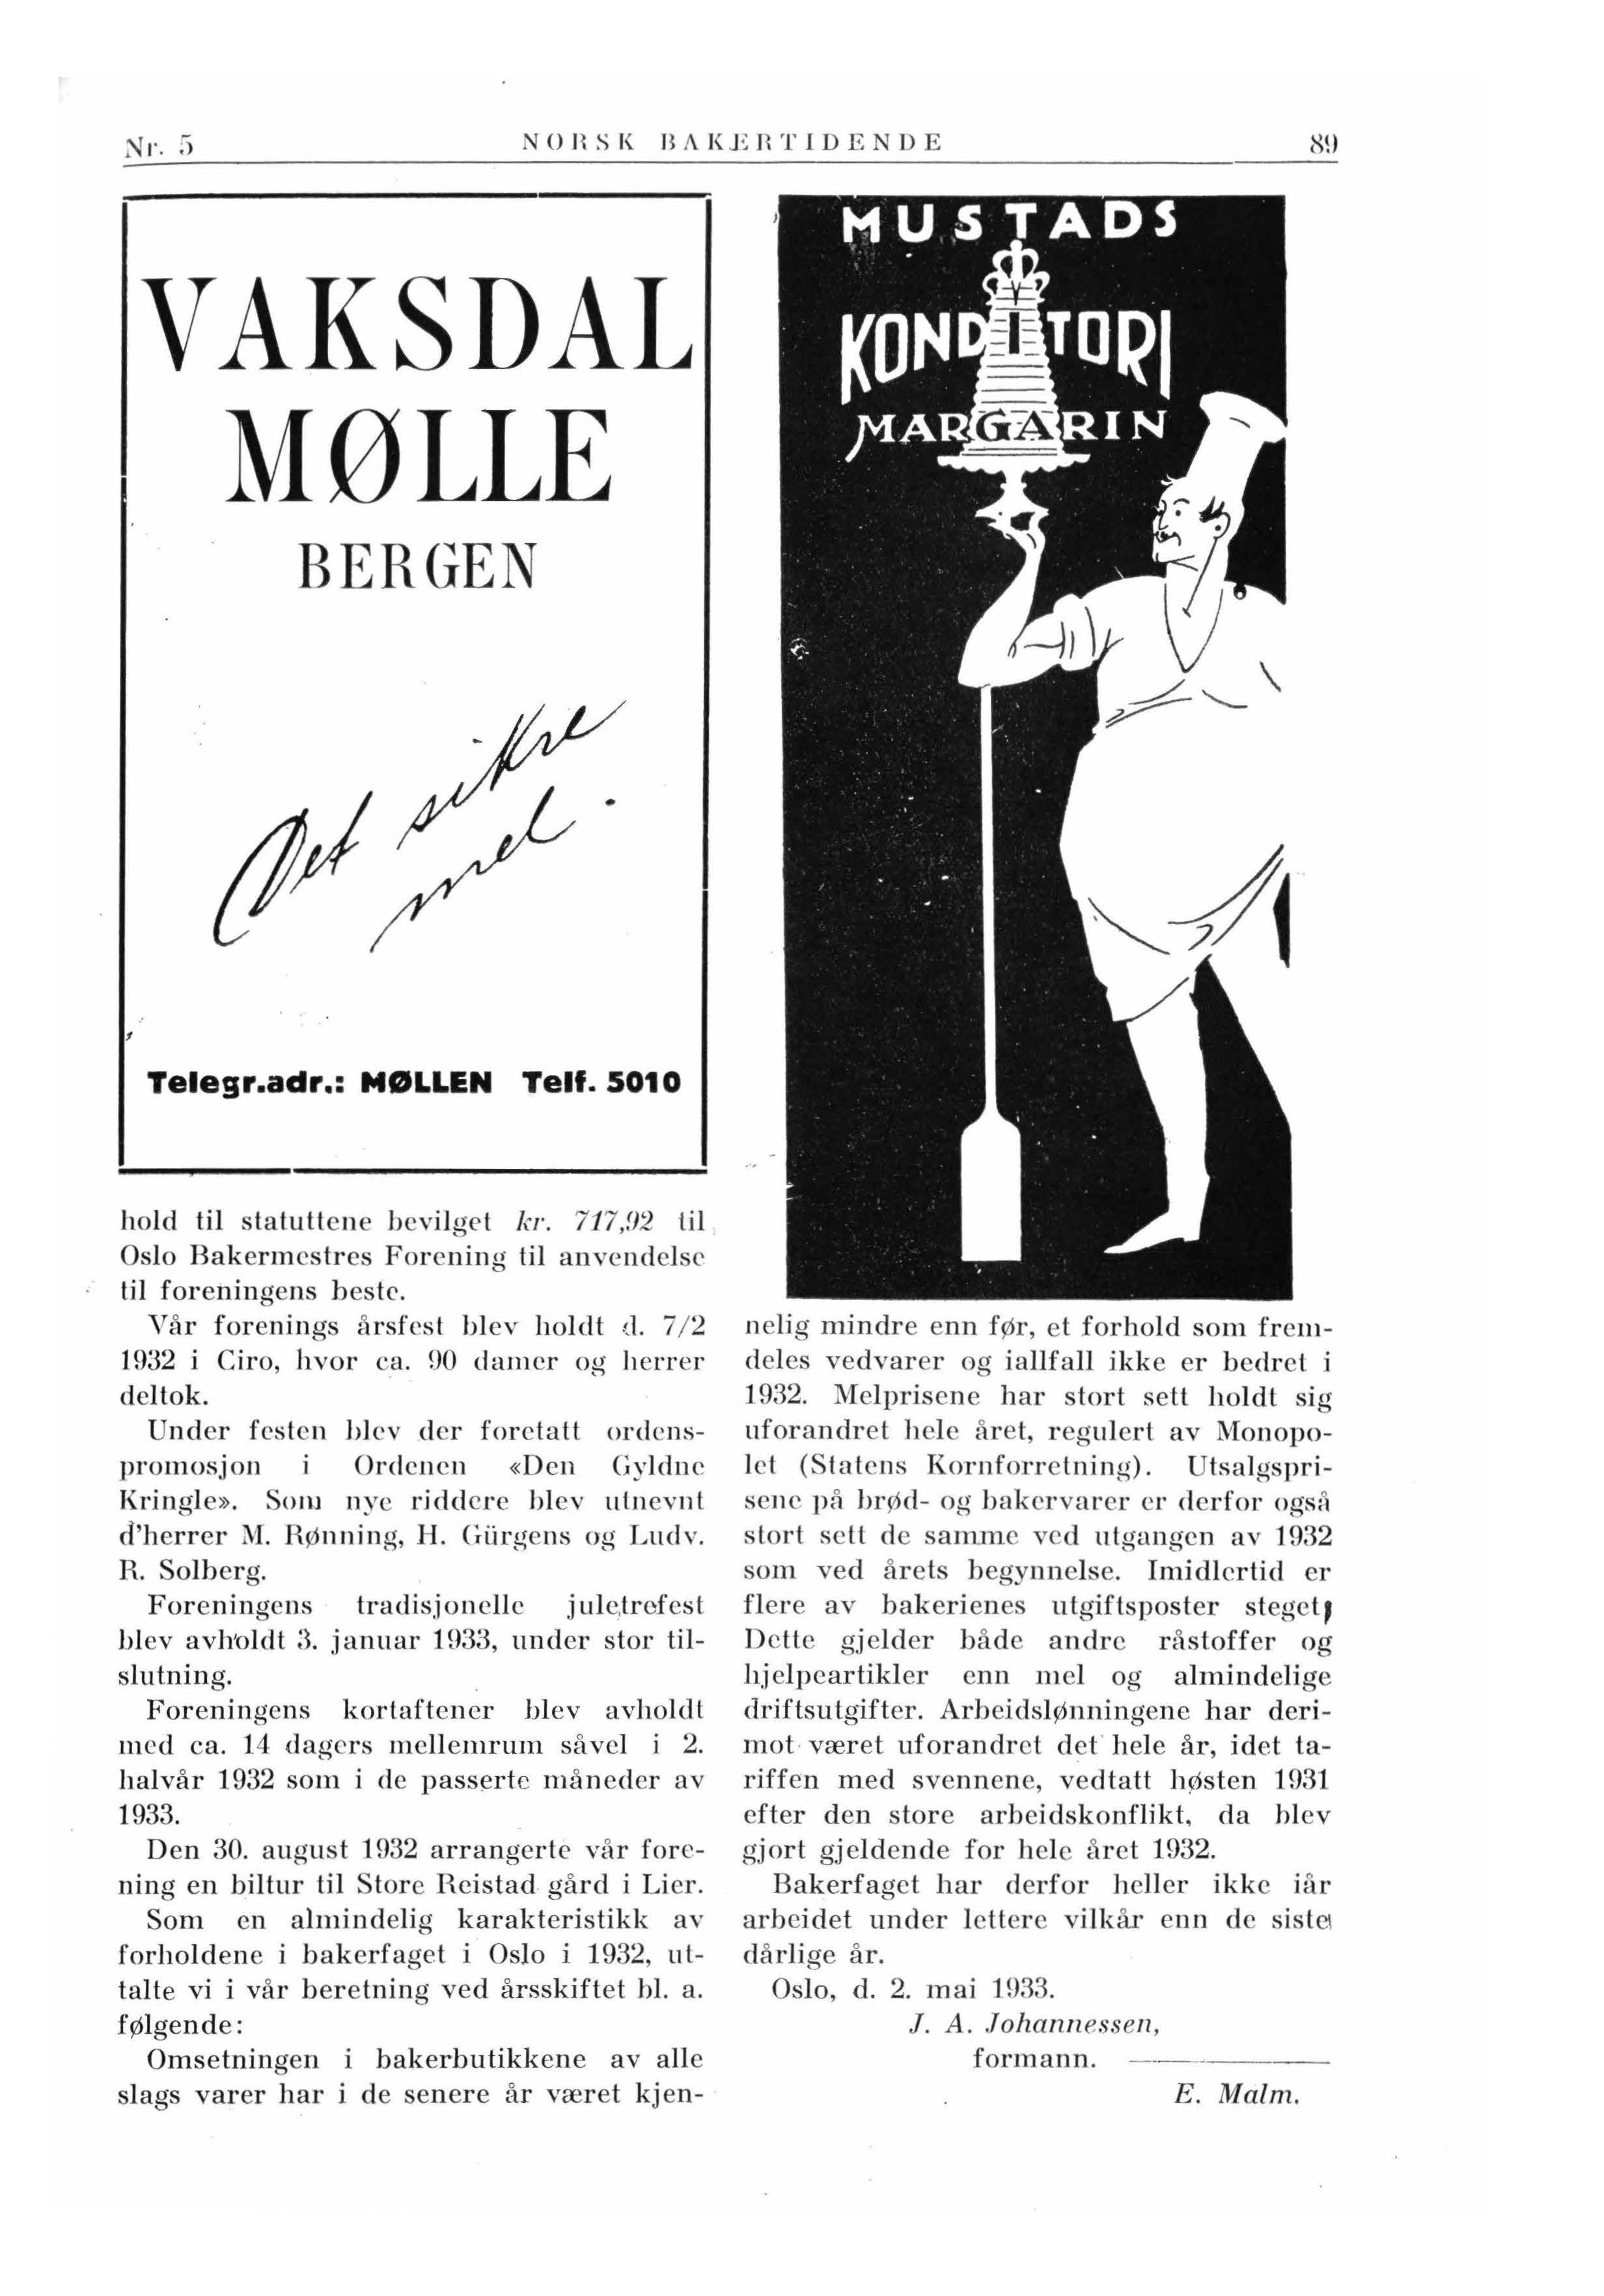 Nr. 5 NORSK BAKERTIDENDE 89
VAKSDAL
MØLLE
BERGEN
Det sikre
mel.
Telegr.adr.: MØLLEN Telf. 5010
MUSTADS
KONDITORI
MARGARIN
hold til statuttene bevilget kr. 717,92 til
Oslo Bakermestres Forening til anvendelse
til foreningens beste.
Vår forenings årsfest blev holdt d. 7/2
1932 i Ciro, hvor ca. 90 damer og herrer
deltok.
Under festen blev der foretatt ordens-
promosjon i Ordenen «Den Gyldne
Kringle». Som nye riddere blev utnevnt
d'herrer M. Rønning, H. Gürgens og Ludv.
R. Solberg.
Foreningens tradisjonelle juletrefest
blev avholdt 3. januar 1933, under stor til-
slutning.
Foreningens kortaftener blev avholdt
med ca. 14 dagers mellemrum såvel i 2.
halvår 1932 som i de passerte måneder av
1933.
Den 30. august 1932 arrangerte vår fore-
ning en biltur til Store Reistad gård i Lier.
Som en almindelig karakteristikk av
forholdene i bakerfaget i Oslo i 1932, ut-
talte vi i vår beretning ved årsskiftet bl. a.
følgende:
Omsetningen i bakerbutikkene av alle
slags varer har i de senere år været kjen-
nelig mindre enn før, et forhold som frem-
deles vedvarer og iallfall ikke er bedret i
1932. Melprisene har stort sett holdt sig
uforandret hele året, regulert av Monopo-
let (Statens Kornforretning). Utsalgspri-
sene på brød- og bakervarer er derfor også
stort sett de samme ved utgangen av 1932
som ved årets begynnelse. Imidlertid er
flere av bakerienes utgiftsposter steget,
Dette gjelder både andre råstoffer og
hjelpeartikler enn mel og almindelige
driftsutgifter. Arbeidslønningene har deri-
mot været uforandret det hele år, idet ta-
riffen med svennene, vedtatt høsten 1931
efter den store arbeidskonflikt, da blev
gjort gjeldende for hele året 1932.
Bakerfaget har derfor heller ikke iår
arbeidet under lettere vilkår enn de siste
dårlige år.
Oslo, d. 2. mai 1933.
J. A. Johannessen,
formann.
E. Malm.